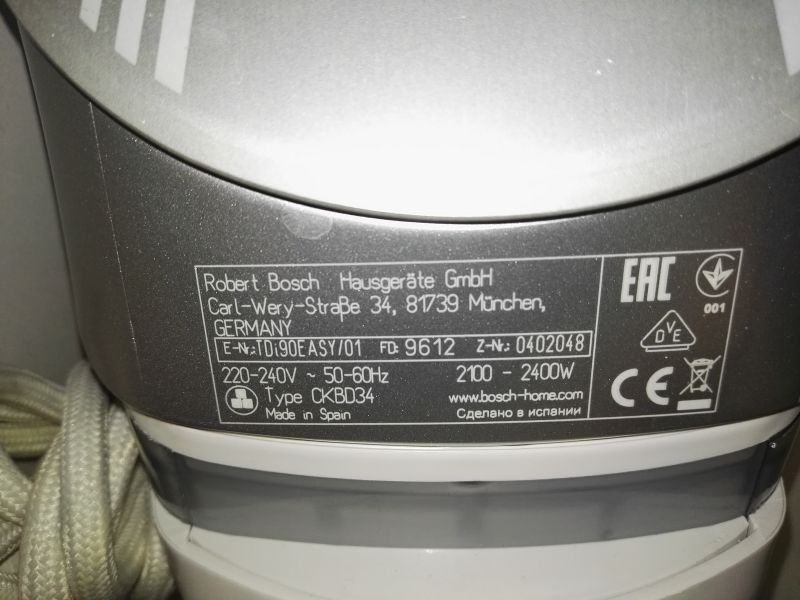 Robert Bosch Hausgeräte GmbH
Carl-Wery-Straße 34, 81739 München,
GERMANY
E-Nr.:TDi90EASY/01 FD: 9612 Z-Nr.: 0402048
220-240V ~ 50-60Hz 2100 - 2400W
Type CKBD34 www.bosch-home.com
Made in Spain Сделано в испании
EAC
001
DVE
CE